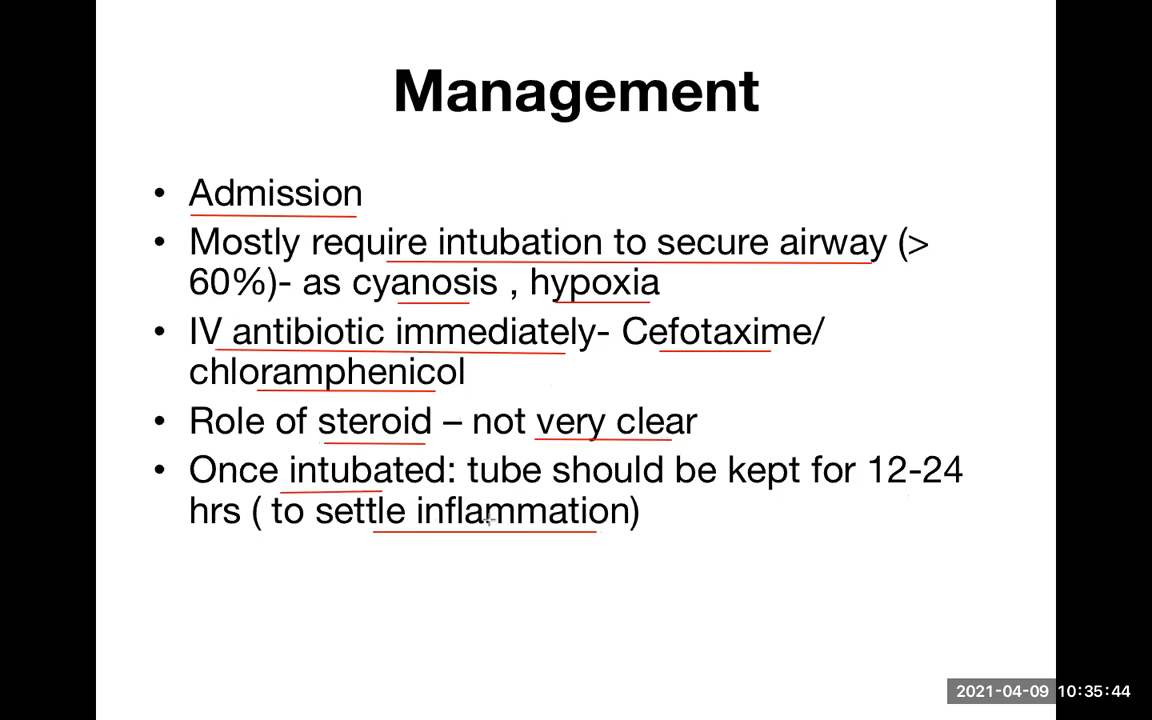 Management
• Admission
• Mostly require intubation to secure airway (>
60%)- as cyanosis , hypoxia
• IV antibiotic immediately- Cefotaxime/
chloramphenicol
• Role of steroid – not very clear
• Once intubated: tube should be kept for 12-24
hrs ( to settle inflammation)
2021-04-09 10:35:44